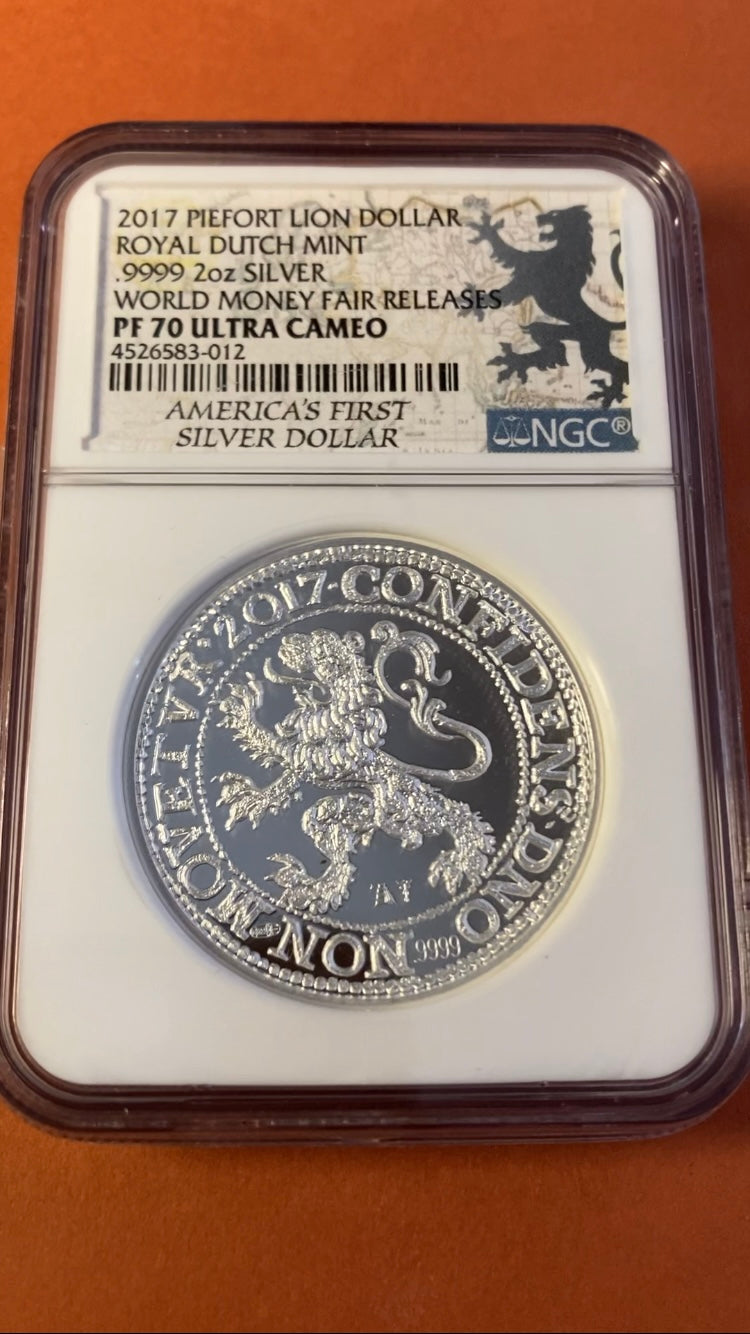 2017 PIEFORT LION DOLLAR
ROYAL DUTCH MINT
.9999 2oz SILVER
WORLD MONEY FAIR RELEASES
PF 70 ULTRA CAMEO
4526583-012
AMERICA'S FIRST
SILVER DOLLAR
NGC®
·2017·CONFIDENS·DNO NON MOVETVR
.9999